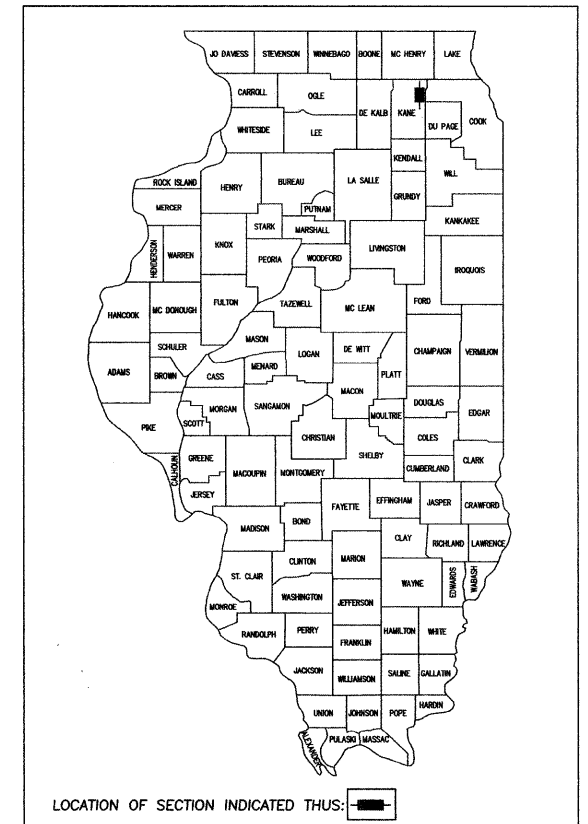 JO DAVIESS STEVENSON WINNEBAGO BOONE MC HENRY LAKE
CARROLL OGLE DE KALB KANE COOK
DU PAGE
WHITESIDE LEE
KENDALL WILL
ROCK ISLAND HENRY BUREAU LA SALLE
GRUNDY
MERCER PUTNAM
STARK MARSHALL KANKAKEE
HENDERSON WARREN KNOX PEORIA WOODFORD LIVINGSTON
IROQUOIS
HANCOOK MC DONOUGH FULTON TAZEWELL MC LEAN FORD
MASON
SCHULER LOGAN DE WITT CHAMPAIGN VERMILION
ADAMS BROWN CASS MENARD PLATT
MACON
MORGAN SANGAMON MOULTRIE DOUGLAS EDGAR
PIKE SCOTT CHRISTIAN COLES
CALHOUN GREENE MACOUPIN MONTGOMERY SHELBY CUMBERLAND CLARK
JERSEY FAYETTE EFFINGHAM JASPER CRAWFORD
MADISON BOND
CLAY RICHLAND LAWRENCE
CLINTON MARION
ST. CLAIR WAYNE EDWARDS WABASH
WASHINGTON
MONROE JEFFERSON
RANDOLPH PERRY HAMILTON WHITE
FRANKLIN
JACKSON SALINE GALLATIN
WILLIAMSON
UNION JOHNSON POPE HARDIN
ALEXANDER PULASKI MASSAC
LOCATION OF SECTION INDICATED THUS: